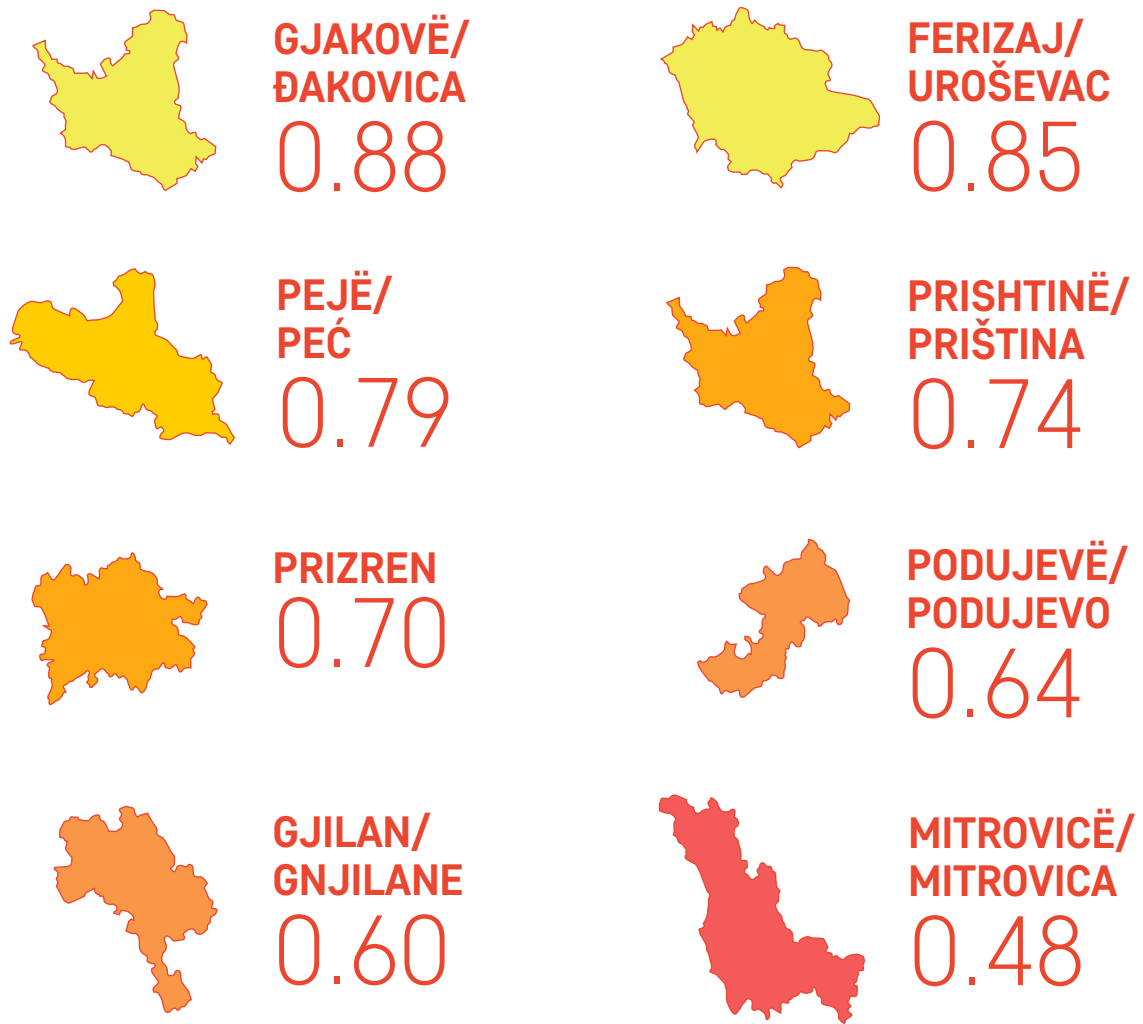 GJAKOVË/
ĐAKOVICA
0.88
FERIZAJ/
UROŠEVAC
0.85
PEJË/
PEĆ
0.79
PRISHTINË/
PRIŠTINA
0.74
PRIZREN
0.70
PODUJEVË/
PODUJEVO
0.64
GJILAN/
GNJILANE
0.60
MITROVICË/
MITROVICA
0.48